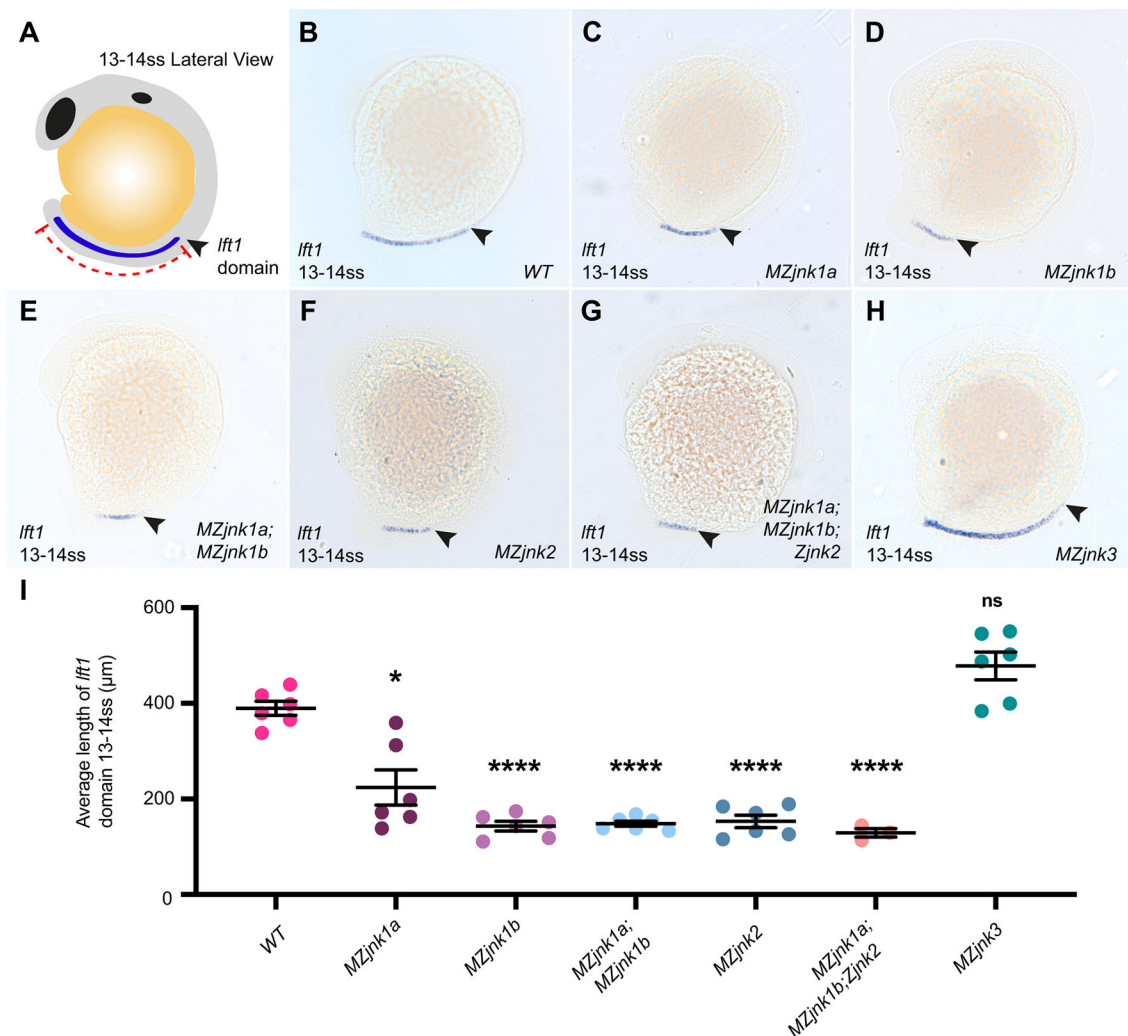 A
13-14ss Lateral View
lft1
domain
B
lft1
13-14ss
WT
C
lft1
13-14ss
MZjnk1a
D
lft1
13-14ss
MZjnk1b
E
lft1
13-14ss
MZjnk1a;
MZjnk1b
F
lft1
13-14ss
MZjnk2
G
lft1
13-14ss
MZjnk1a;
MZjnk1b;
Zjnk2
H
lft1
13-14ss
MZjnk3
I
Average length of lft1
domain 13-14ss (µm)
600
400
200
0
*
****
****
****
****
ns
WT
MZjnk1a
MZjnk1b
MZjnk1a;
MZjnk1b
MZjnk2
MZjnk1a;
MZjnk1b;Zjnk2
MZjnk3